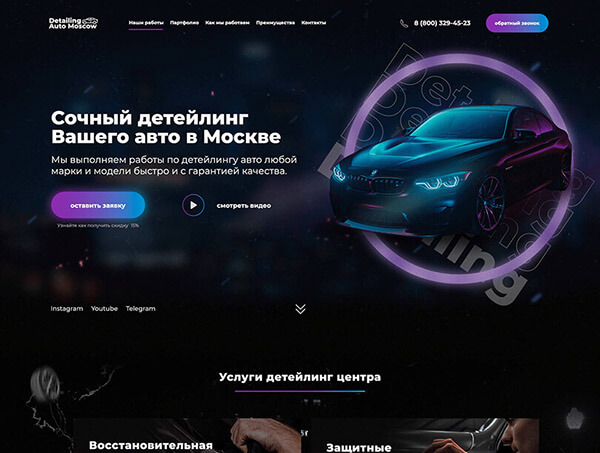 Detailing
Auto Moscow
Наши работы Портфолио Как мы работаем Преимущества Контакты
8 (800) 329-45-23
обратный звонок
Сочный детейлинг
Вашего авто в Москве
Мы выполняем работы по детейлингу авто любой
марки и модели быстро и с гарантией качества.
оставить заявку
смотреть видео
Узнайте как получить скидку 15%
Detailing
Instagram Youtube Telegram
Услуги детейлинг центра
Восстановительная
Защитные